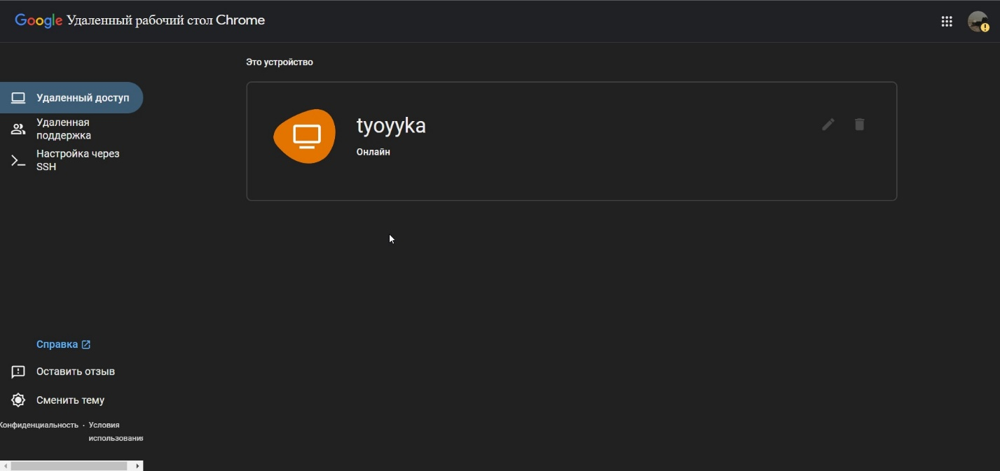 Google Удаленный рабочий стол Chrome
Это устройство
Удаленный доступ
Удаленная
поддержка
Настройка через
SSH
tyoyyka
Онлайн
Справка
Оставить отзыв
Сменить тему
Конфиденциальность · Условия
использования